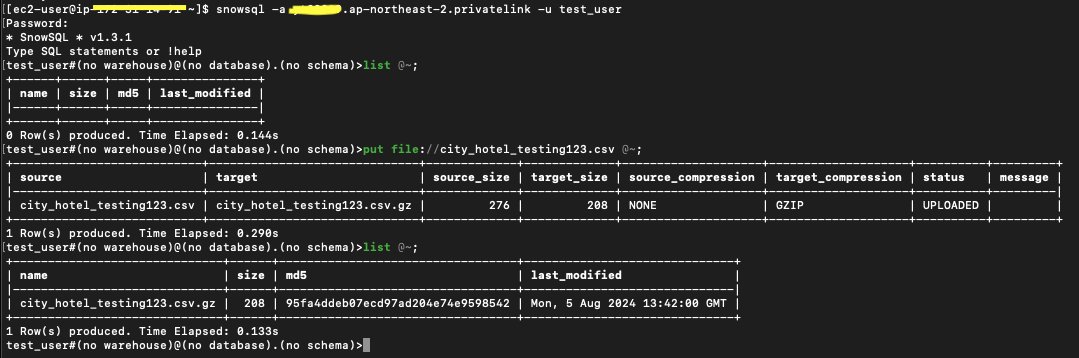 [[ec2-user@ip- ~]$ snowsql -a .ap-northeast-2.privatelink -u test_user
[Password:
* SnowSQL * v1.3.1
Type SQL statements or !help
[test_user#(no warehouse)@(no database).(no schema)>list @~;
+------+------+-----+---------------+
| name | size | md5 | last_modified |
|------+------+-----+---------------|
+------+------+-----+---------------+
0 Row(s) produced. Time Elapsed: 0.144s
[test_user#(no warehouse)@(no database).(no schema)>put file://city_hotel_testing123.csv @~;
+---------------------------+------------------------------+-------------+-------------+--------------------+--------------------+----------+---------+
| source | target | source_size | target_size | source_compression | target_compression | status | message |
|---------------------------+------------------------------+-------------+-------------+--------------------+--------------------+----------+---------|
| city_hotel_testing123.csv | city_hotel_testing123.csv.gz | 276 | 208 | NONE | GZIP | UPLOADED | |
+---------------------------+------------------------------+-------------+-------------+--------------------+--------------------+----------+---------+
1 Row(s) produced. Time Elapsed: 0.290s
[test_user#(no warehouse)@(no database).(no schema)>list @~;
+------------------------------+------+----------------------------------+------------------------------+
| name | size | md5 | last_modified |
|------------------------------+------+----------------------------------+------------------------------|
| city_hotel_testing123.csv.gz | 208 | 95fa4ddeb07ecd97ad204e74e9598542 | Mon, 5 Aug 2024 13:42:00 GMT |
+------------------------------+------+----------------------------------+------------------------------+
1 Row(s) produced. Time Elapsed: 0.133s
test_user#(no warehouse)@(no database).(no schema)>